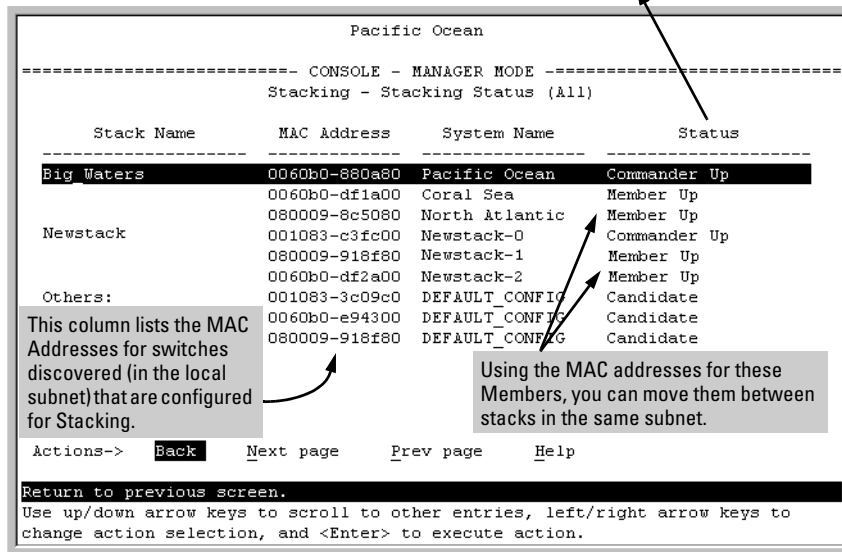 Pacific Ocean
==========================- CONSOLE - MANAGER MODE -============================
Stacking - Stacking Status (All)
Stack Name MAC Address System Name Status
-------------------- ------------- ---------------- --------------------
Big_Waters 0060b0-880a80 Pacific Ocean Commander Up
0060b0-df1a00 Coral Sea Member Up
080009-8c5080 North Atlantic Member Up
Newstack 001083-c3fc00 Newstack-0 Commander Up
080009-918f80 Newstack-1 Member Up
0060b0-df2a00 Newstack-2 Member Up
Others: 001083-3c09c0 DEFAULT_CONFIG Candidate
0060b0-e94300 DEFAULT_CONFIG Candidate
080009-918f80 DEFAULT_CONFIG Candidate
This column lists the MAC
Addresses for switches
discovered (in the local
subnet) that are configured
for Stacking.
Using the MAC addresses for these
Members, you can move them between
stacks in the same subnet.
Actions-> Back Next page Prev page Help
Return to previous screen.
Use up/down arrow keys to scroll to other entries, left/right arrow keys to
change action selection, and <Enter> to execute action.